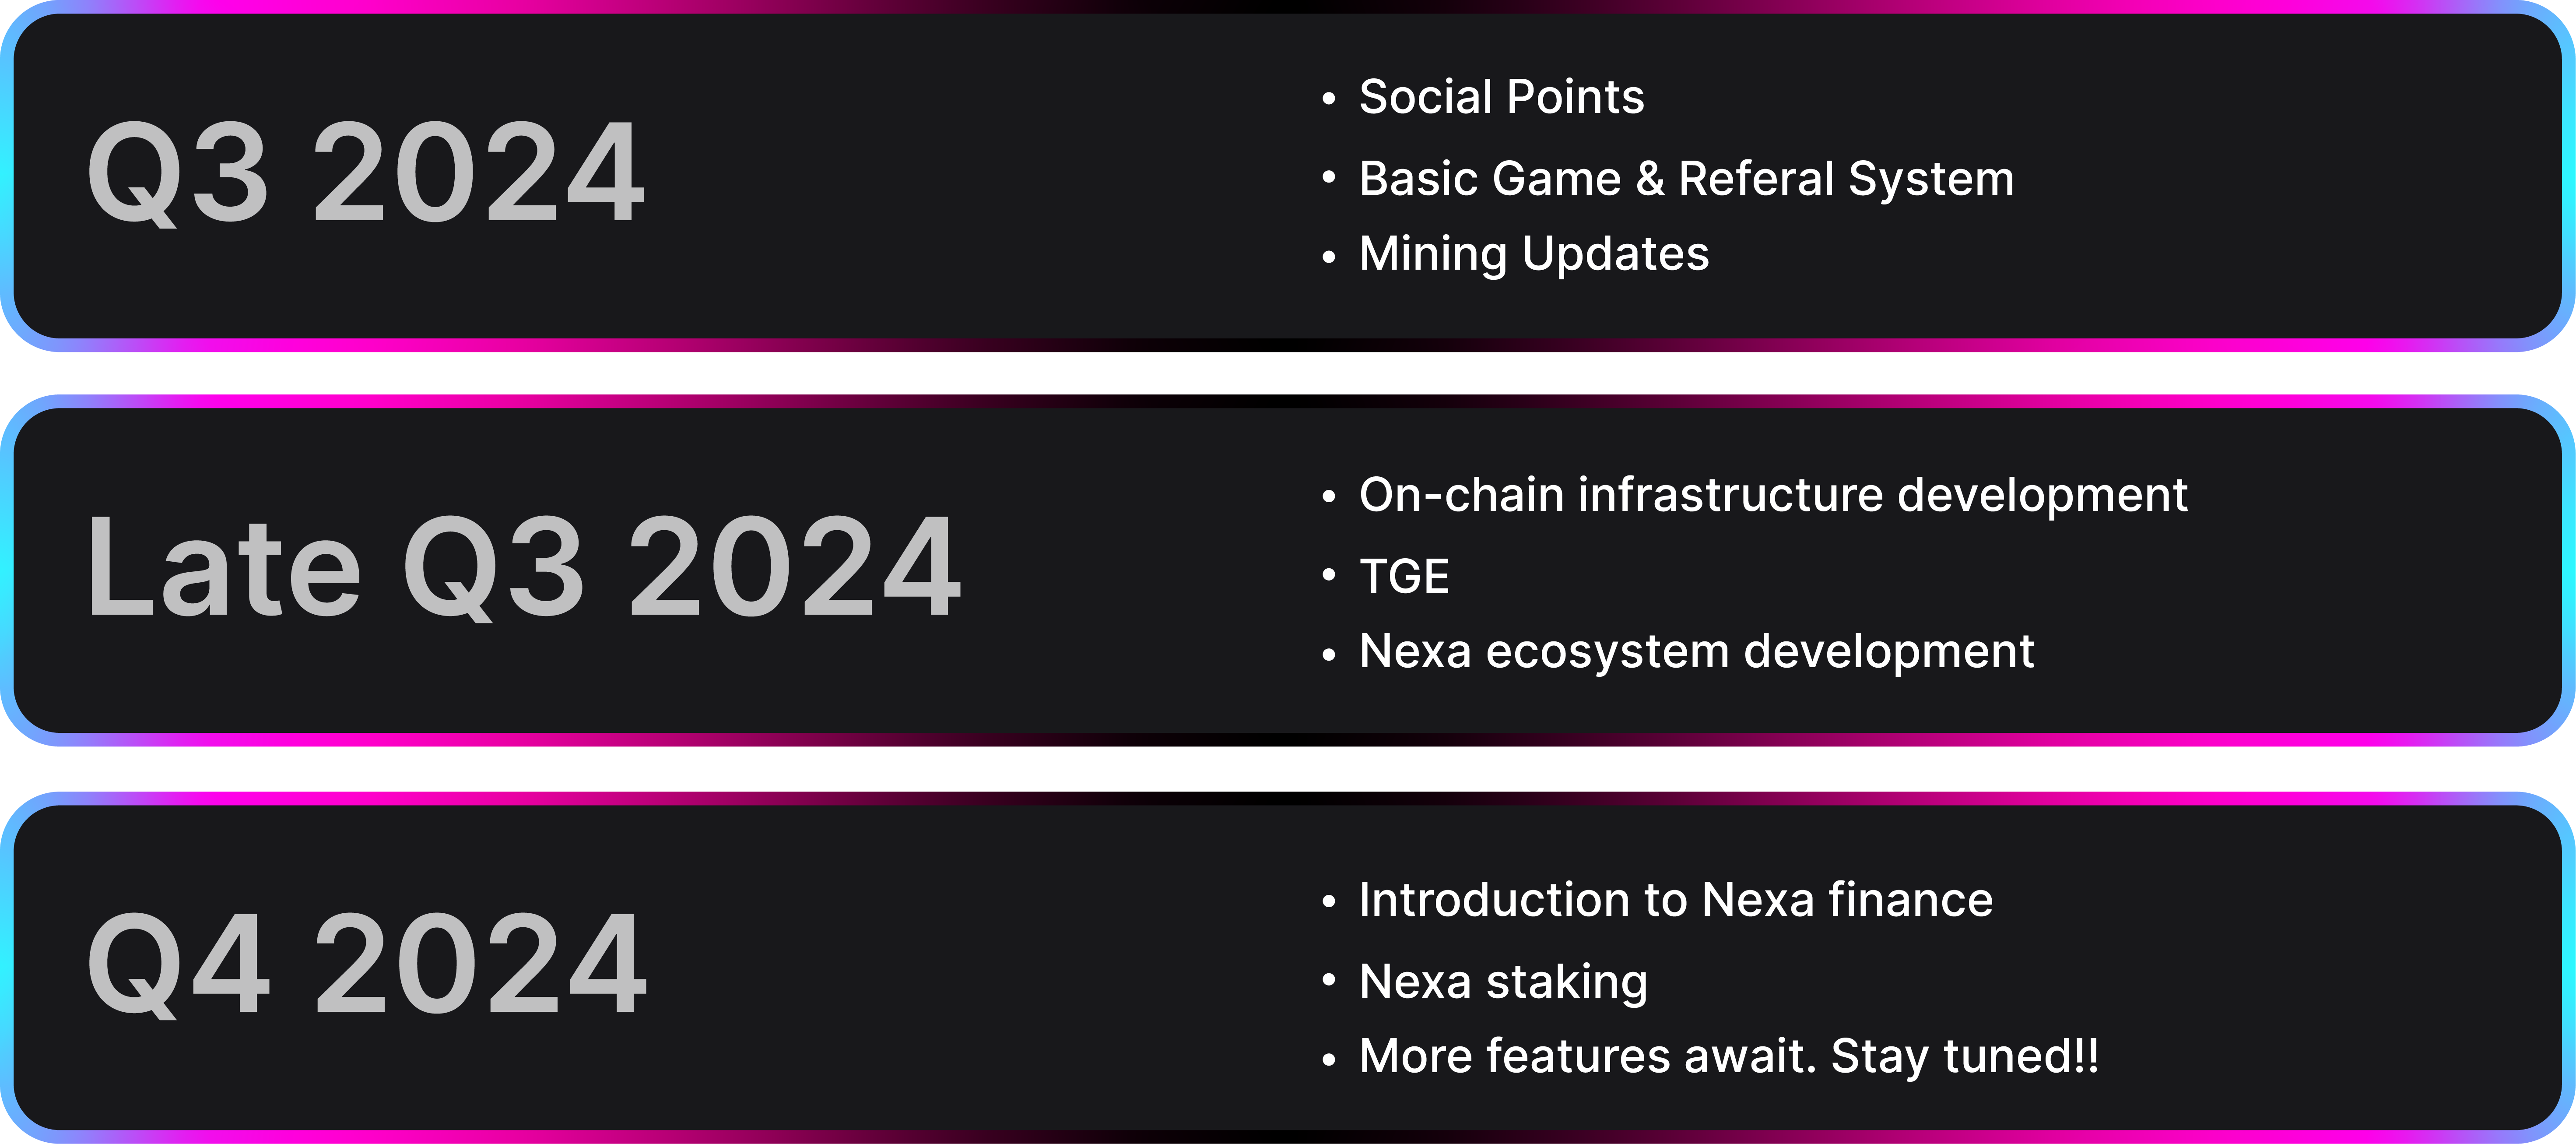 Q3 2024
• Social Points
• Basic Game & Referal System
• Mining Updates
Late Q3 2024
• On-chain infrastructure development
• TGE
• Nexa ecosystem development
Q4 2024
• Introduction to Nexa finance
• Nexa staking
• More features await. Stay tuned!!